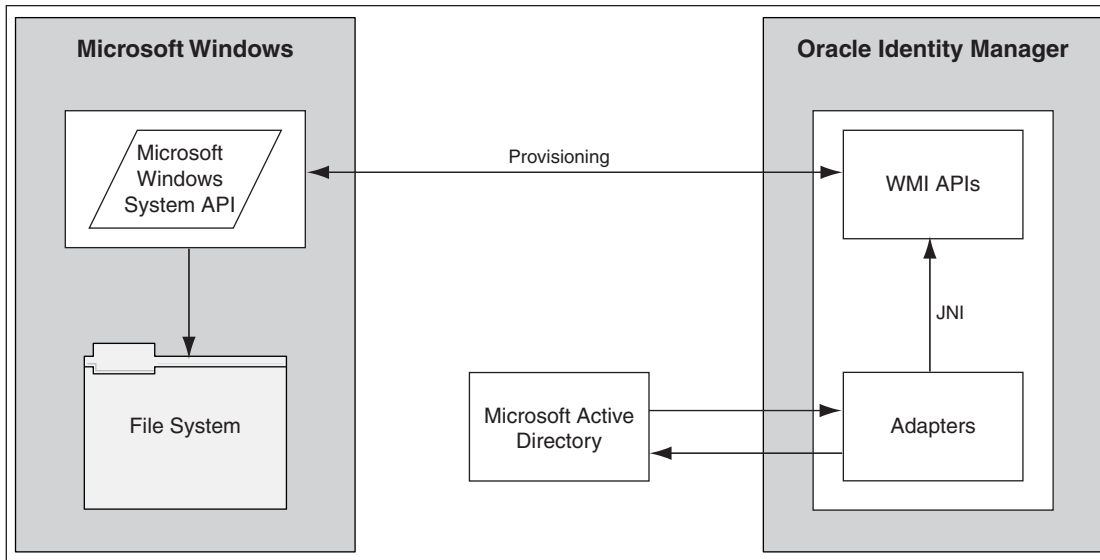 Microsoft Windows
Oracle Identity Manager
Microsoft
Windows
System API
Provisioning
WMI APIs
JNI
File System
Microsoft Active
Directory
Adapters